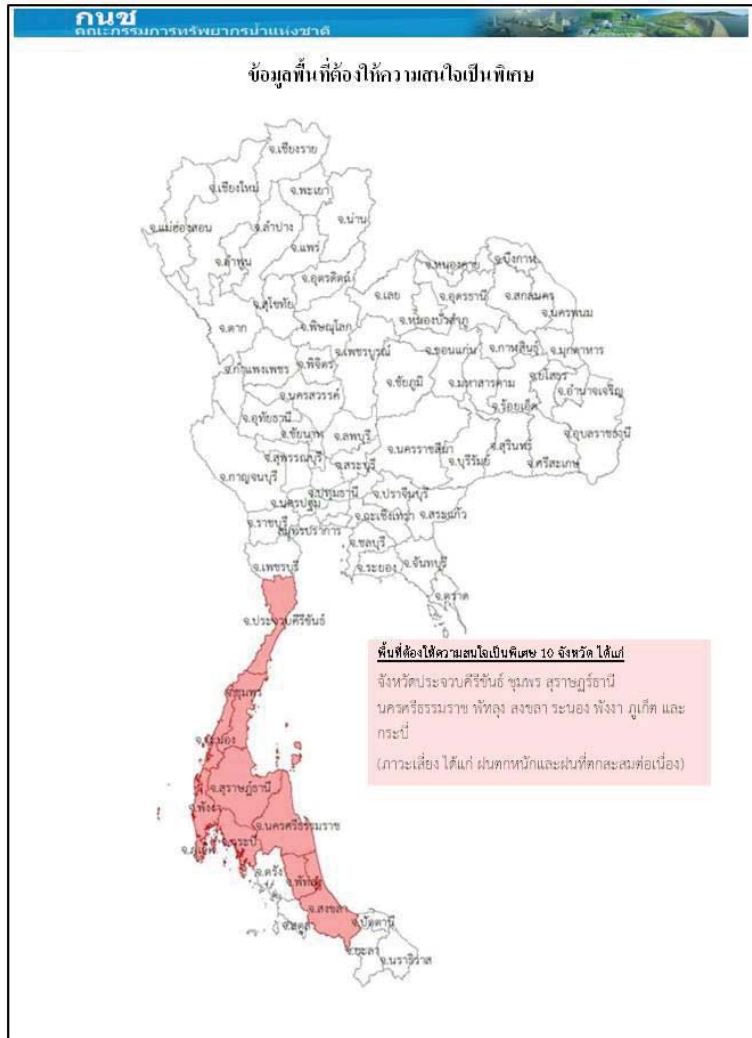 กนช
คณะกรรมการทรัพยากรน้ำแห่งชาติ
ข้อมูลพื้นที่ต้องให้ความสนใจเป็นพิเศษ
จ.เชียงราย
จ.เชียงใหม่
จ.พะเยา
จ.น่าน
จ.แม่ฮ่องสอน
จ.ลำปาง
จ.แพร่
จ.ลำพูน
จ.อุตรดิตถ์
จ.สุโขทัย
จ.ตาก
จ.พิษณุโลก
จ.เลย
จ.หนองคาย
จ.บึงกาฬ
จ.อุดรธานี
จ.สกลนคร
จ.นครพนม
จ.หนองบัวลำภู
จ.เพชรบูรณ์
จ.ขอนแก่น
จ.กาฬสินธุ์
จ.มุกดาหาร
จ.กำแพงเพชร
จ.พิจิตร
จ.ชัยภูมิ
จ.มหาสารคาม
จ.ยโสธร
จ.อำนาจเจริญ
จ.นครสวรรค์
จ.ร้อยเอ็ด
จ.อุทัยธานี
จ.ชัยนาท
จ.ลพบุรี
จ.นครราชสีมา
จ.สุรินทร์
จ.อุบลราชธานี
จ.สุพรรณบุรี
จ.สระบุรี
จ.บุรีรัมย์
จ.ศรีสะเกษ
จ.กาญจนบุรี
จ.ปทุมธานี
จ.ปราจีนบุรี
จ.นครปฐม
จ.ฉะเชิงเทรา
จ.สระแก้ว
จ.ราชบุรี
สมุทรปราการ
จ.ชลบุรี
จ.เพชรบุรี
จ.ระยอง
จ.จันทบุรี
จ.ตราด
จ.ประจวบคีรีขันธ์
พื้นที่ต้องให้ความสนใจเป็นพิเศษ 10 จังหวัด ได้แก่
จังหวัดประจวบคีรีขันธ์ ชุมพร สุราษฎร์ธานี
นครศรีธรรมราช พัทลุง สงขลา ระนอง พังงา ภูเก็ต และ
กระบี่
(ภาวะเสี่ยง ได้แก่ ฝนตกหนักและฝนที่ตกสะสมต่อเนื่อง)
จ.ชุมพร
จ.ระนอง
จ.สุราษฎร์ธานี
จ.พังงา
จ.นครศรีธรรมราช
จ.กระบี่
จ.ภูเก็ต
จ.ตรัง
จ.พัทลุง
จ.สงขลา
จ.สตูล
จ.ปัตตานี
จ.ยะลา
จ.นราธิวาส